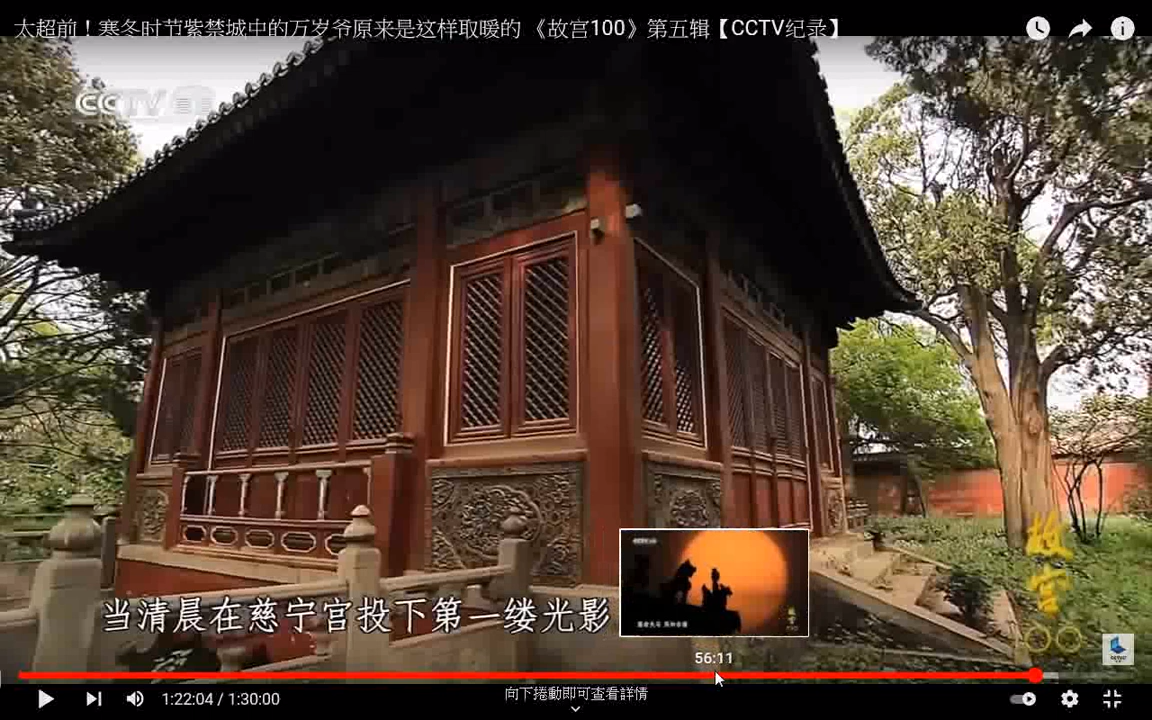 太超前！寒冬时节紫禁城中的万岁爷原来是这样取暖的 《故宫100》第五辑【CCTV纪录】
CCTV
当清晨在慈宁宫投下第一缕光影
故宫
56:11
1:22:04 / 1:30:00
向下捲動即可查看詳情